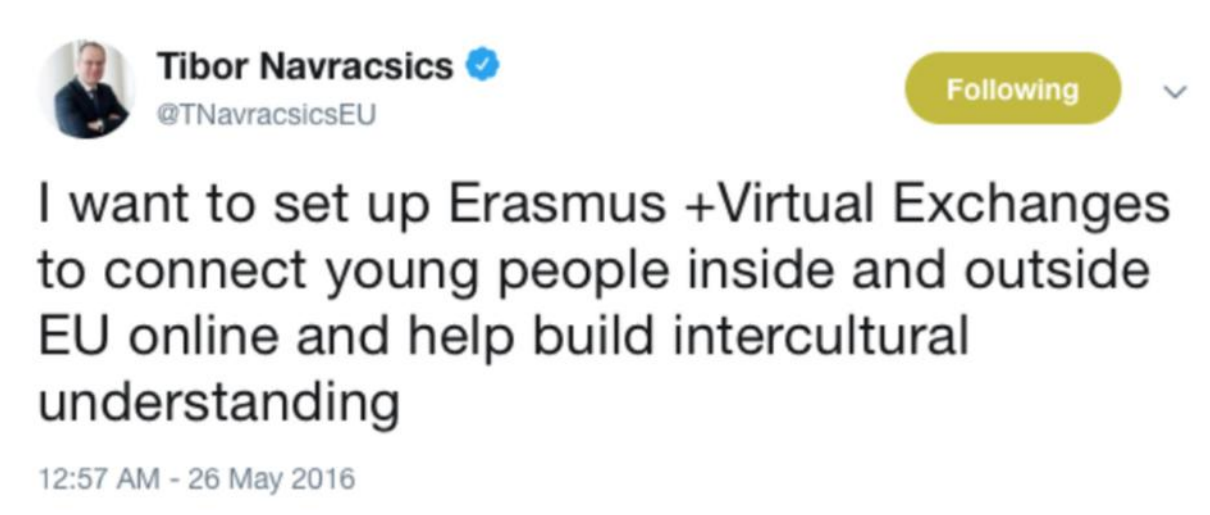 Tibor Navracsics
@TNavracsicsEU
Following
I want to set up Erasmus +Virtual Exchanges
to connect young people inside and outside
EU online and help build intercultural
understanding
12:57 AM - 26 May 2016